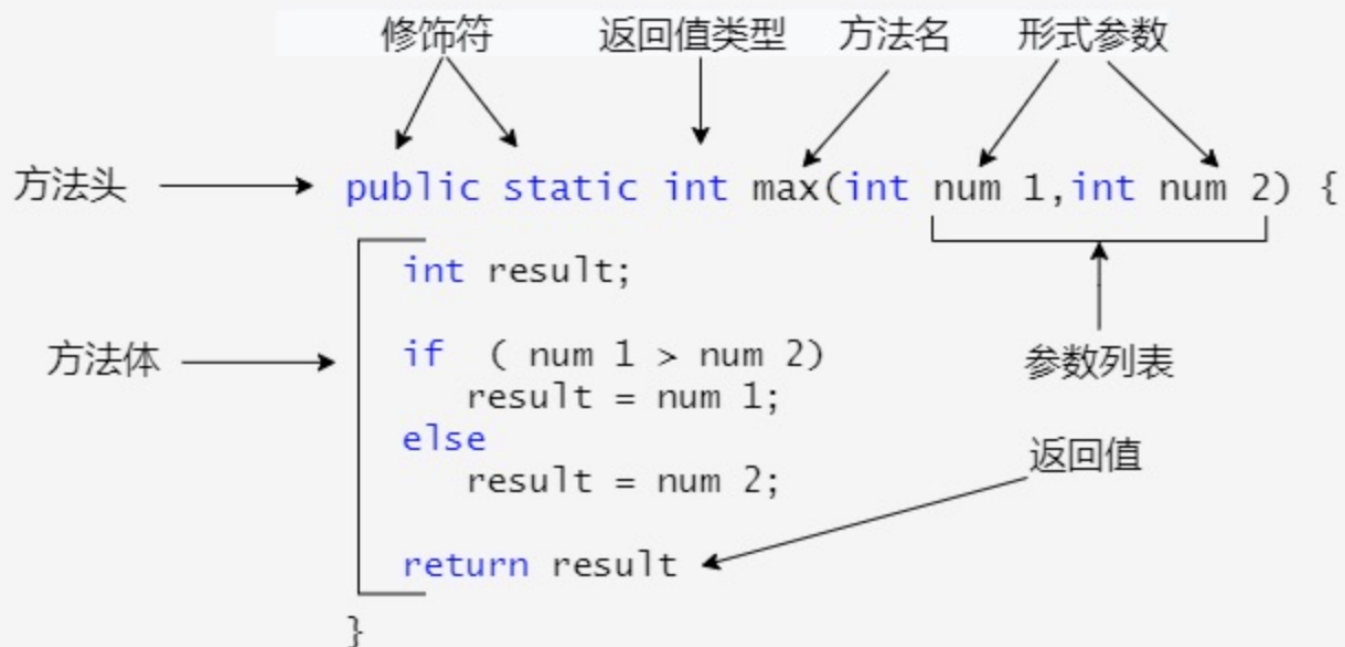 修饰符 返回值类型 方法名 形式参数
方法头 public static int max(int num 1,int num 2) {
int result;
方法体 if ( num 1 > num 2) 参数列表
result = num 1;
else 返回值
result = num 2;
return result
}